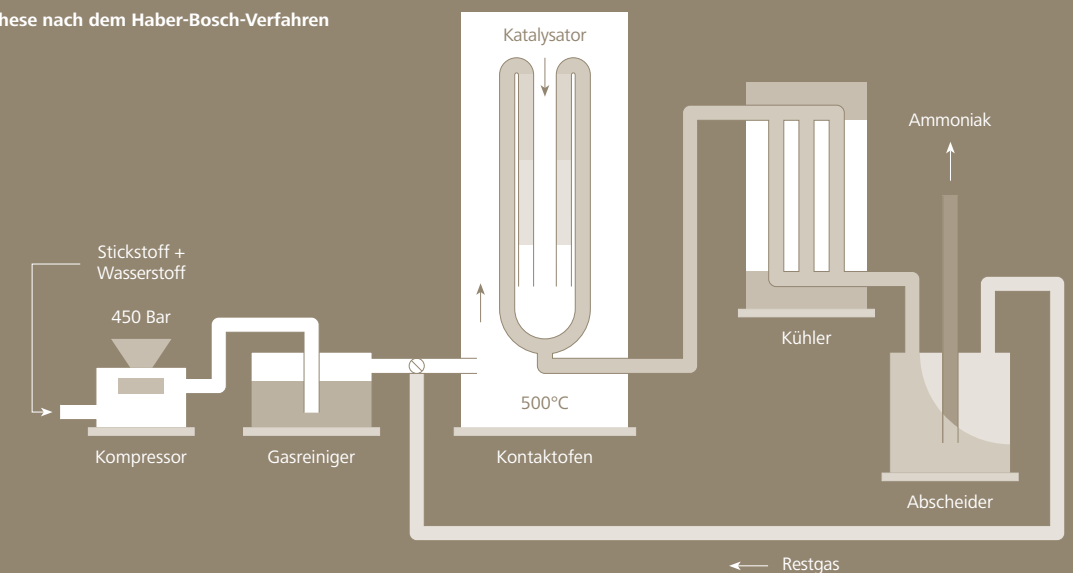 hese nach dem Haber-Bosch-Verfahren
Katalysator
Ammoniak
Stickstoff +
Wasserstoff
450 Bar
Kühler
500°C
Kompressor
Gasreiniger
Kontaktofen
Abscheider
Restgas